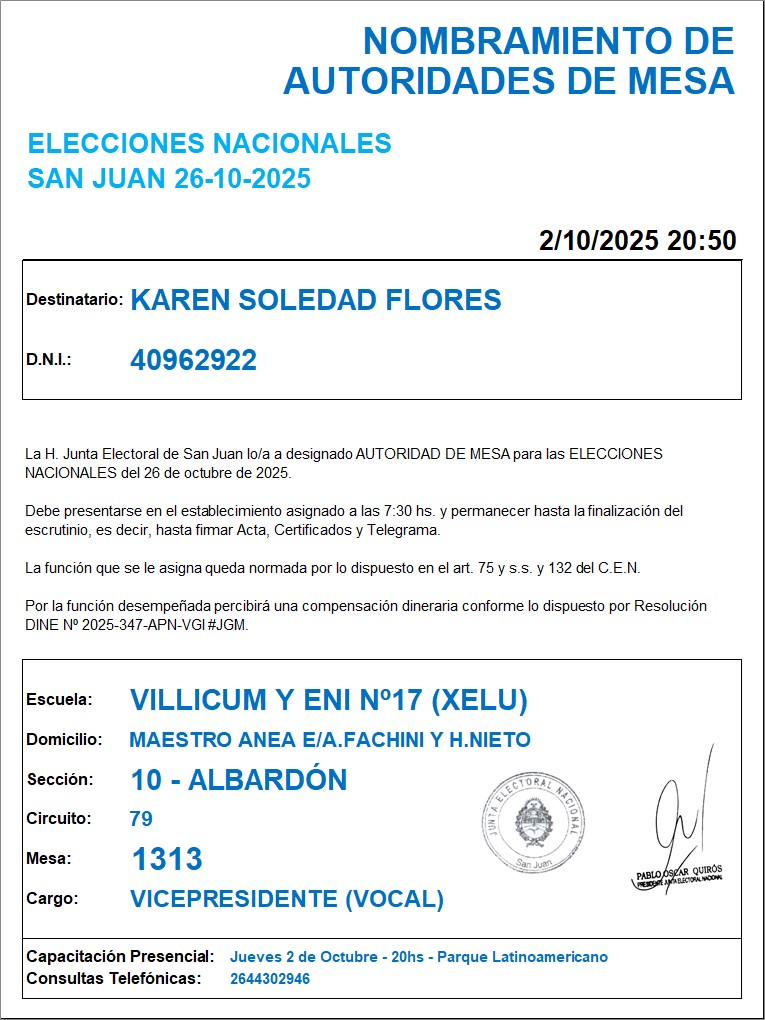 NOMBRAMIENTO DE
AUTORIDADES DE MESA
ELECCIONES NACIONALES
SAN JUAN 26-10-2025
2/10/2025 20:50
Destinatario: KAREN SOLEDAD FLORES
D.N.I.: 40962922
La H. Junta Electoral de San Juan lo/a a designado AUTORIDAD DE MESA para las ELECCIONES
NACIONALES del 26 de octubre de 2025.
Debe presentarse en el establecimiento asignado a las 7:30 hs. y permanecer hasta la finalización del
escrutinio, es decir, hasta firmar Acta, Certificados y Telegrama.
La función que se le asigna queda normada por lo dispuesto en el art. 75 y s.s. y 132 del C.E.N.
Por la función desempeñada percibirá una compensación dineraria conforme lo dispuesto por Resolución
DINE Nº 2025-347-APN-VGI#JGM.
Escuela: VILLICUM Y ENI Nº17 (XELU)
Domicilio: MAESTRO ANEA E/A.FACHINI Y H.NIETO
Sección: 10 - ALBARDÓN
Circuito: 79
Mesa: 1313
Cargo: VICEPRESIDENTE (VOCAL)
JUNTA ELECTORAL NACIONAL
San Juan
PABLO OSCAR QUIRÓS
PRESIDENTE JUNTA ELECTORAL NACIONAL
Capacitación Presencial: Jueves 2 de Octubre - 20hs - Parque Latinoamericano
Consultas Telefónicas: 2644302946